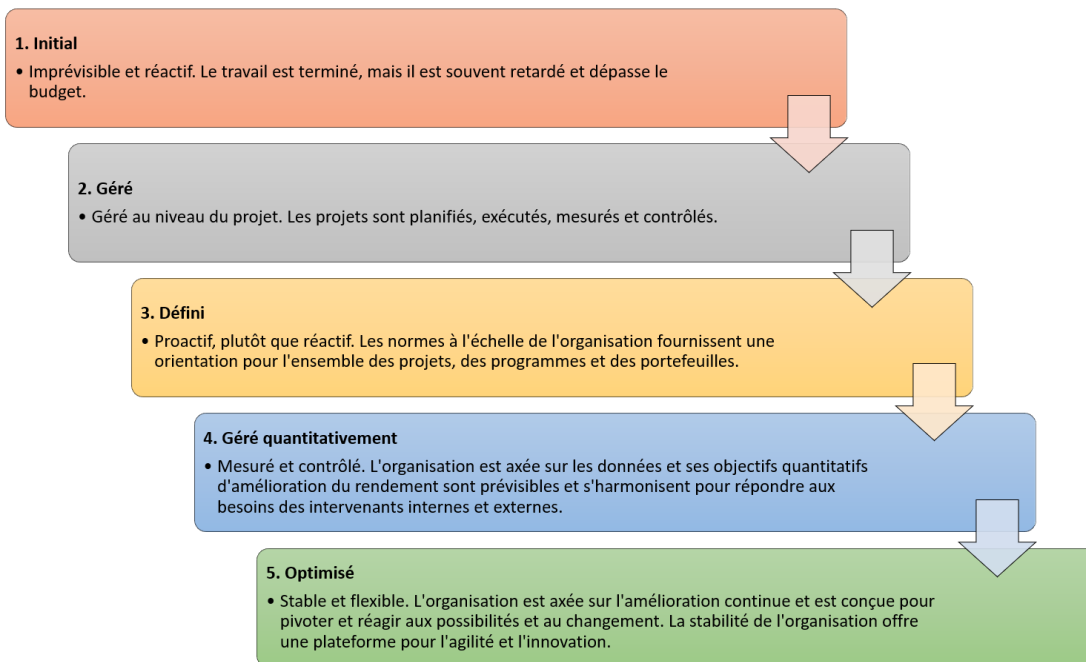 1. Initial
• Imprévisible et réactif. Le travail est terminé, mais il est souvent retardé et dépasse le
budget.
2. Géré
• Géré au niveau du projet. Les projets sont planifiés, exécutés, mesurés et contrôlés.
3. Défini
• Proactif, plutôt que réactif. Les normes à l'échelle de l'organisation fournissent une
orientation pour l'ensemble des projets, des programmes et des portefeuilles.
4. Géré quantitativement
• Mesuré et contrôlé. L'organisation est axée sur les données et ses objectifs quantitatifs
d'amélioration du rendement sont prévisibles et s'harmonisent pour répondre aux
besoins des intervenants internes et externes.
5. Optimisé
• Stable et flexible. L'organisation est axée sur l'amélioration continue et est conçue pour
pivoter et réagir aux possibilités et au changement. La stabilité de l'organisation offre
une plateforme pour l'agilité et l'innovation.